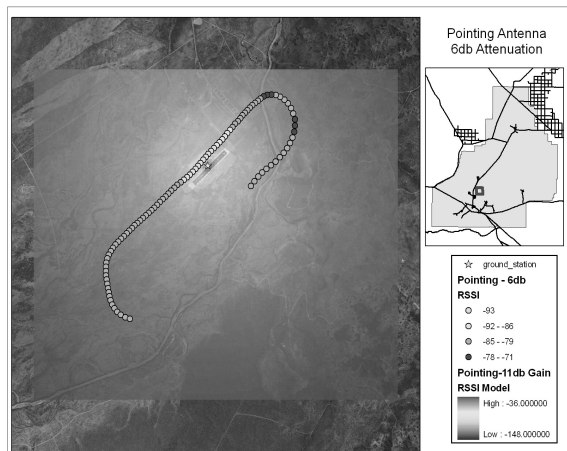 Pointing Antenna
6db Attenuation
ground_station
Pointing - 6db
RSSI
-93
-92 - -86
-85 - -79
-78 - -71
Pointing-11db Gain
RSSI Model
High : -36.000000
Low : -148.000000